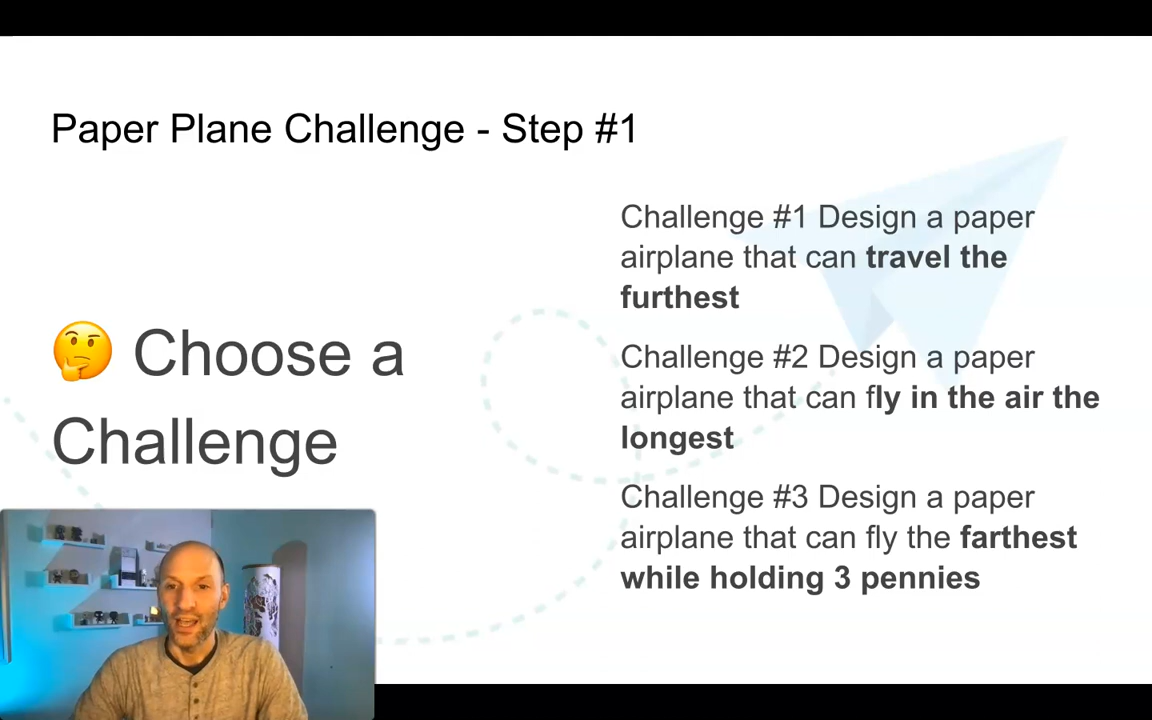 Paper Plane Challenge - Step #1
🤔 Choose a
Challenge
Challenge #1 Design a paper
airplane that can travel the
furthest
Challenge #2 Design a paper
airplane that can fly in the air the
longest
Challenge #3 Design a paper
airplane that can fly the farthest
while holding 3 pennies